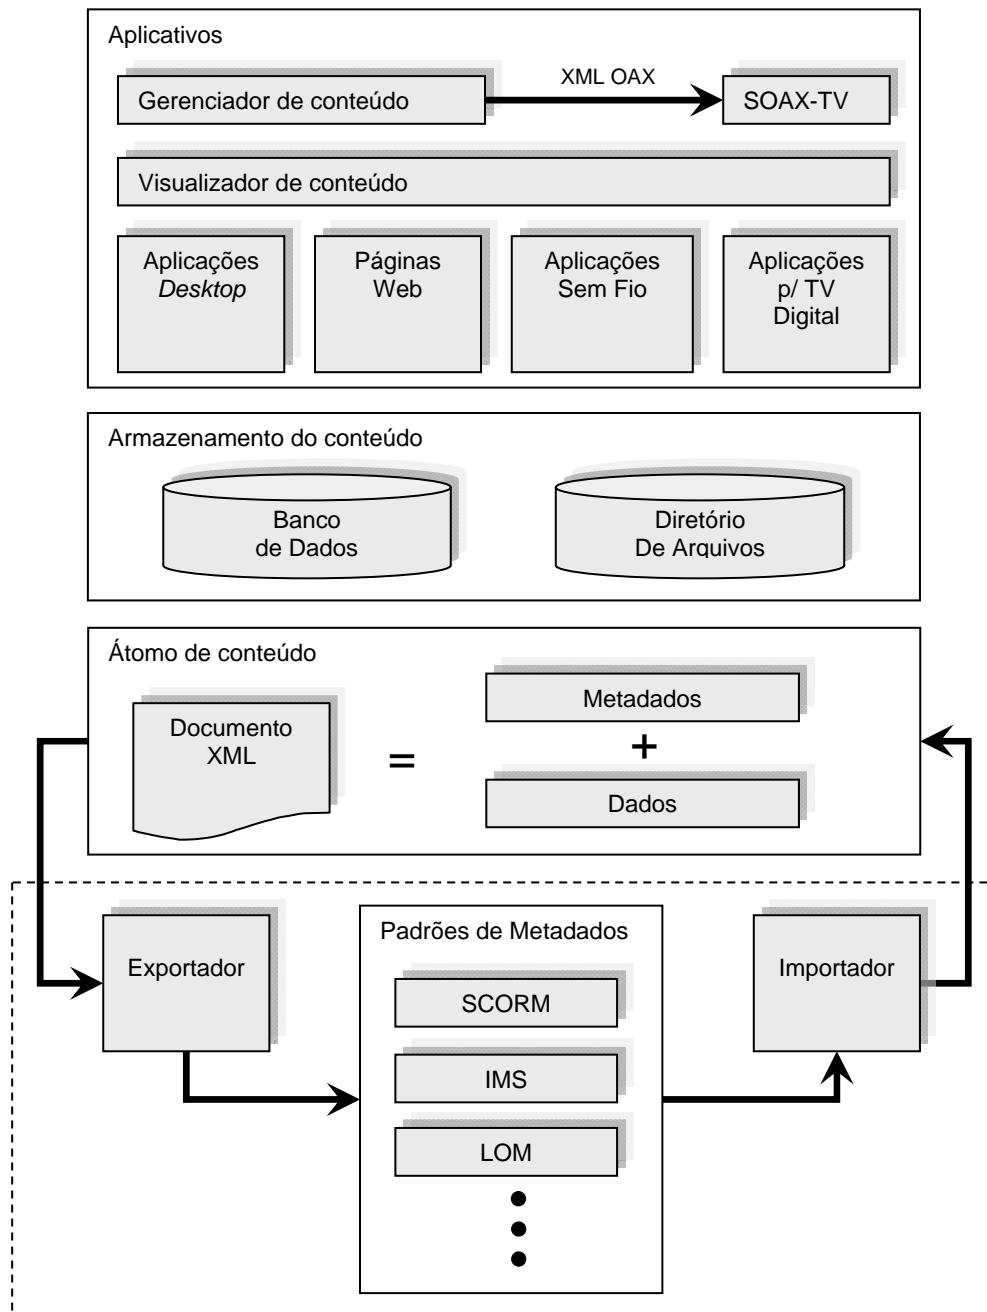 Aplicativos
Gerenciador de conteúdo
XML OAX
SOAX-TV
Visualizador de conteúdo
Aplicações
Desktop
Páginas
Web
Aplicações
Sem Fio
Aplicações
p/ TV
Digital
Armazenamento do conteúdo
Banco
de Dados
Diretório
De Arquivos
Átomo de conteúdo
Documento
XML
=
Metadados
+
Dados
Exportador
Padrões de Metadados
SCORM
IMS
LOM
Importador